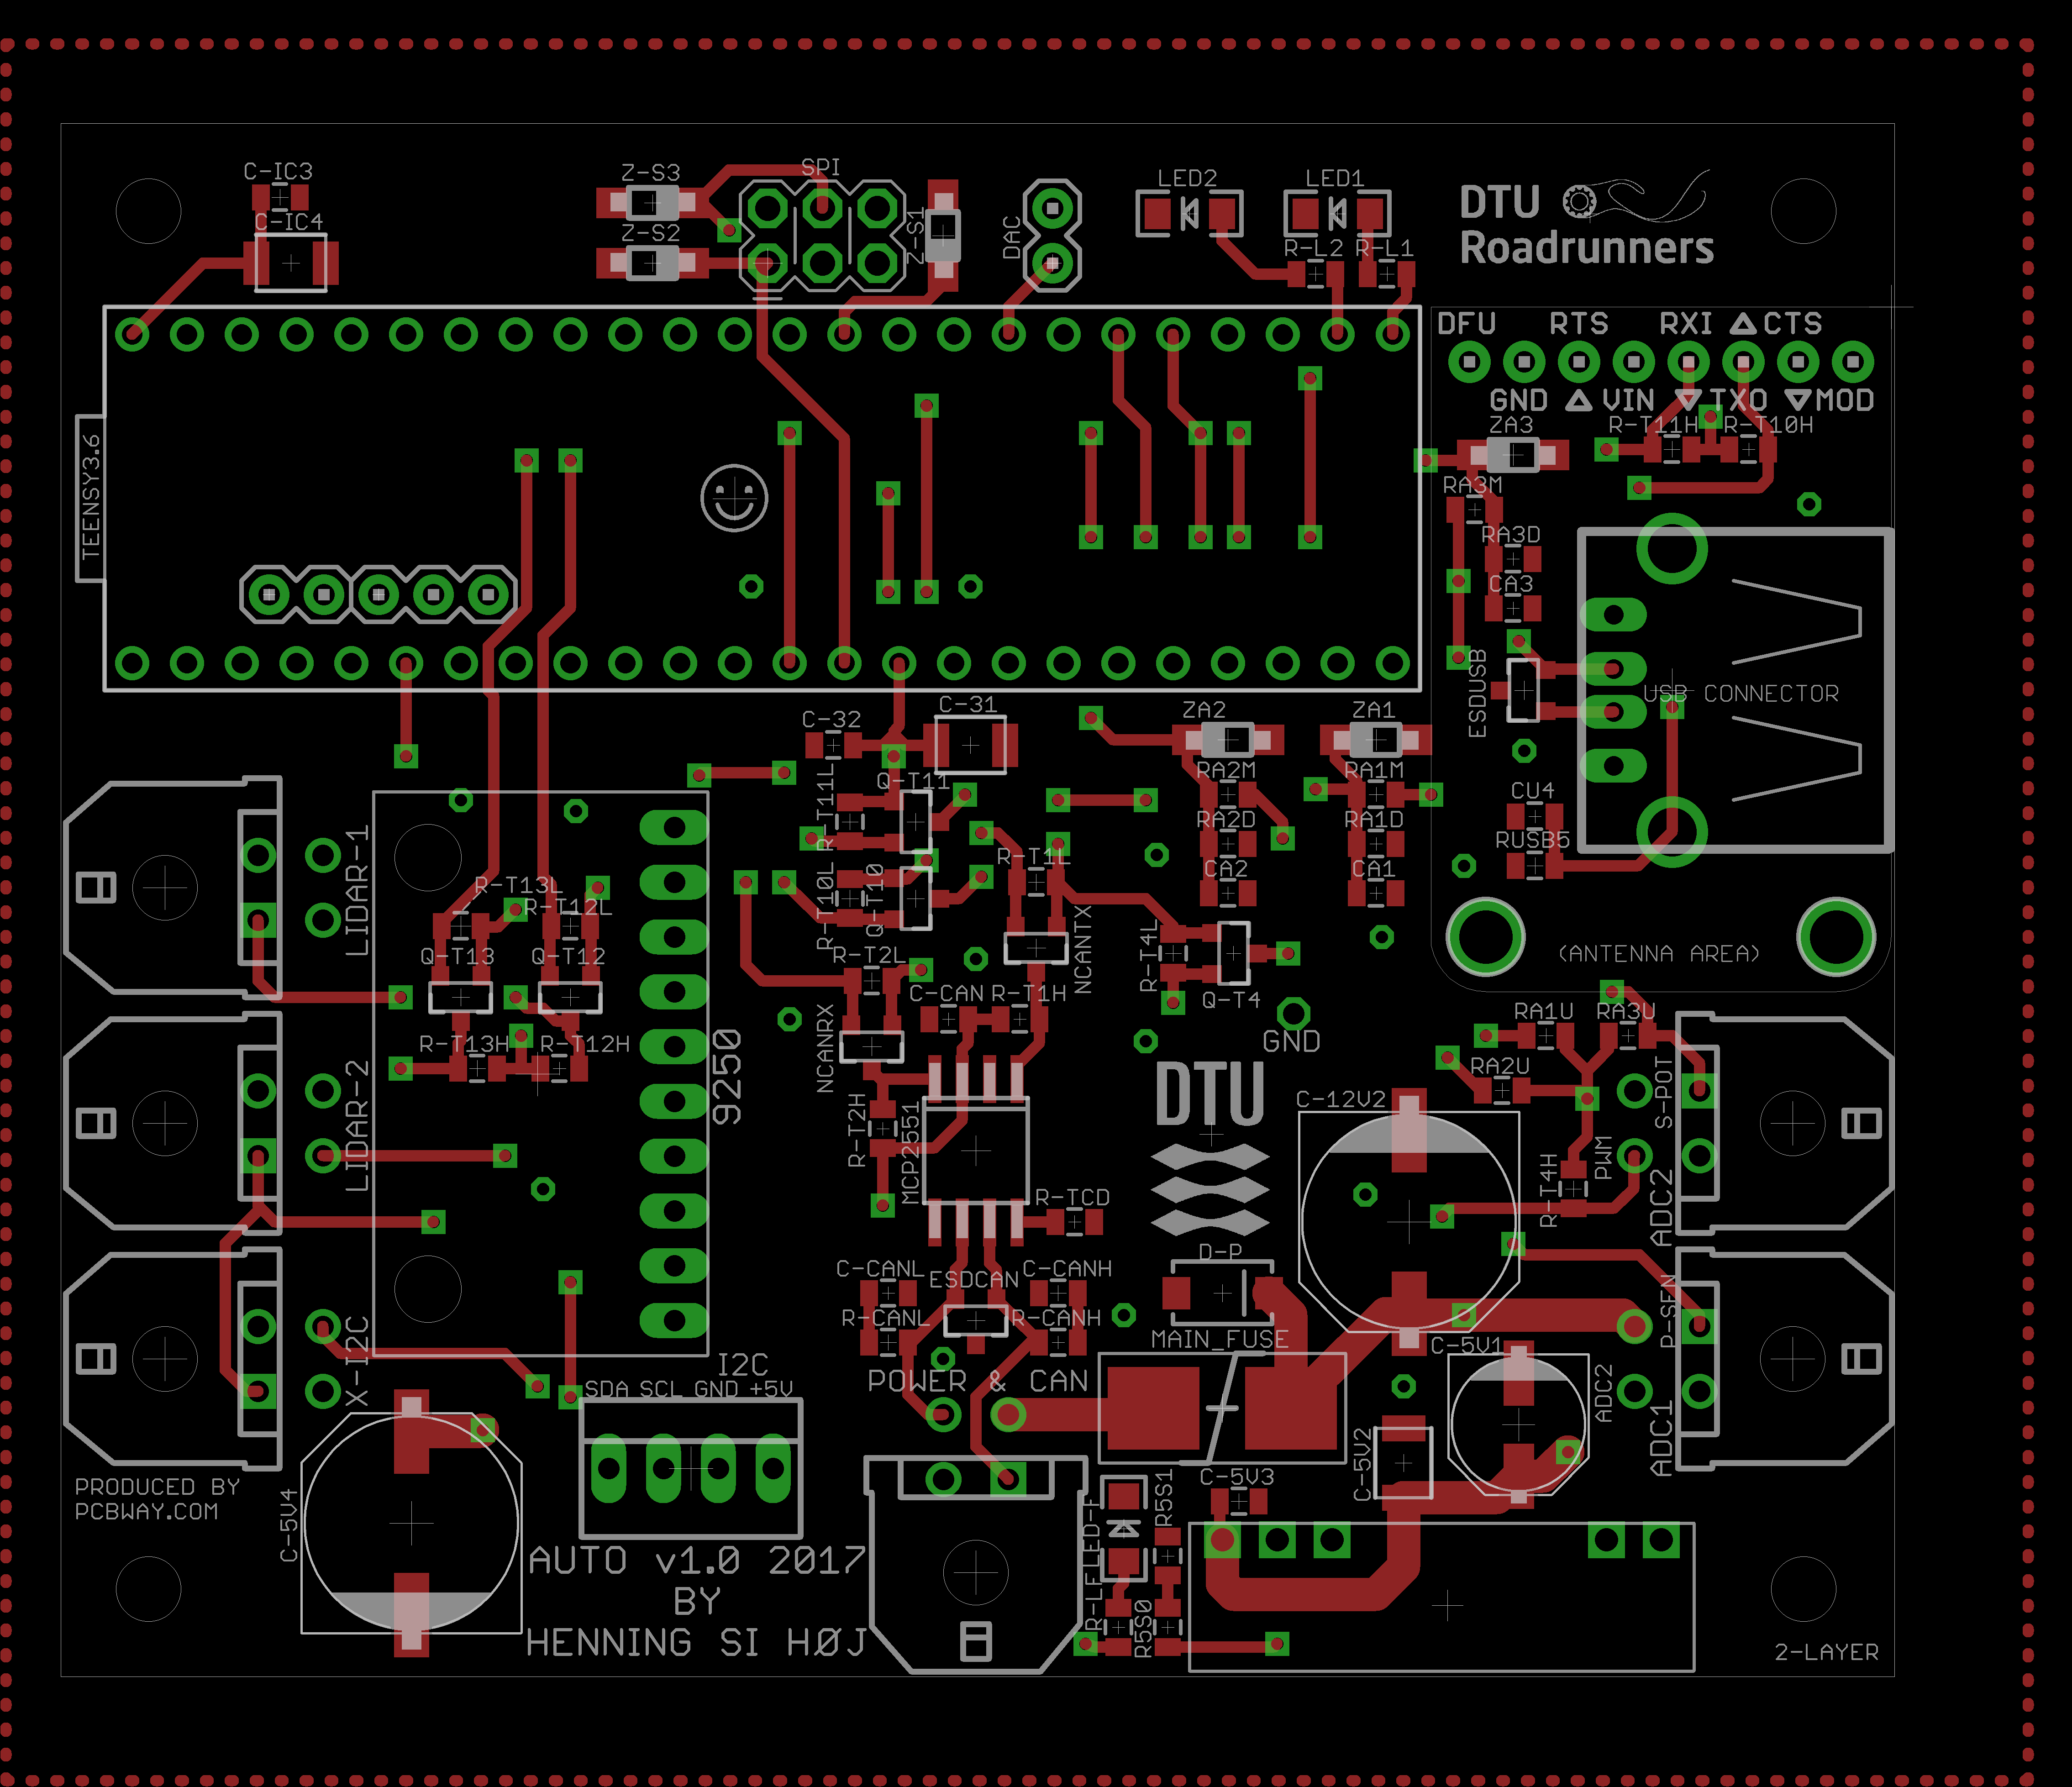 C-IC3
C-IC4
Z-S3
Z-S2
SPI
Z-S1
DAC
LED2
LED1
R-L2
R-L1
DTU
Roadrunners
DFU RTS RXI CTS
GND VIN TXO MOD
TEENSY3.6
ZA3
R-T11H
R-T10H
RA3M
RA3D
CA3
ESDUSB
USB CONNECTOR
CU4
RUSB5
(ANTENNA AREA)
C-32
C-31
ZA2
ZA1
RA2M
RA1M
RA2D
RA1D
CA2
CA1
R-T11L
Q-T11
R-T10L
Q-T10
R-T1L
NCANTX
R-T4L
Q-T4
GND
LIDAR-1
R-T13L
R-T12L
Q-T13
Q-T12
R-T13H
R-T12H
9250
R-T2L
C-CAN
R-T1H
NCANRX
R-T2H
MCP2551
R-TCD
DTU
RA1U
RA3U
RA2U
S-POT
PWM
R-T4H
ADC2
C-12V2
LIDAR-2
C-CANL
ESDCAN
C-CANH
R-CANL
R-CANH
D-P
MAIN_FUSE
P-SEN
C-5V1
ADC2
ADC1
X-I2C
I2C
SDA SCL GND +5V
POWER & CAN
C-5V2
C-5V3
R5S1
LED-F
R-LF
R5S0
C-5V4
PRODUCED BY
PCBWAY.COM
AUTO v1.0 2017
BY
HENNING SI HØJ
2-LAYER